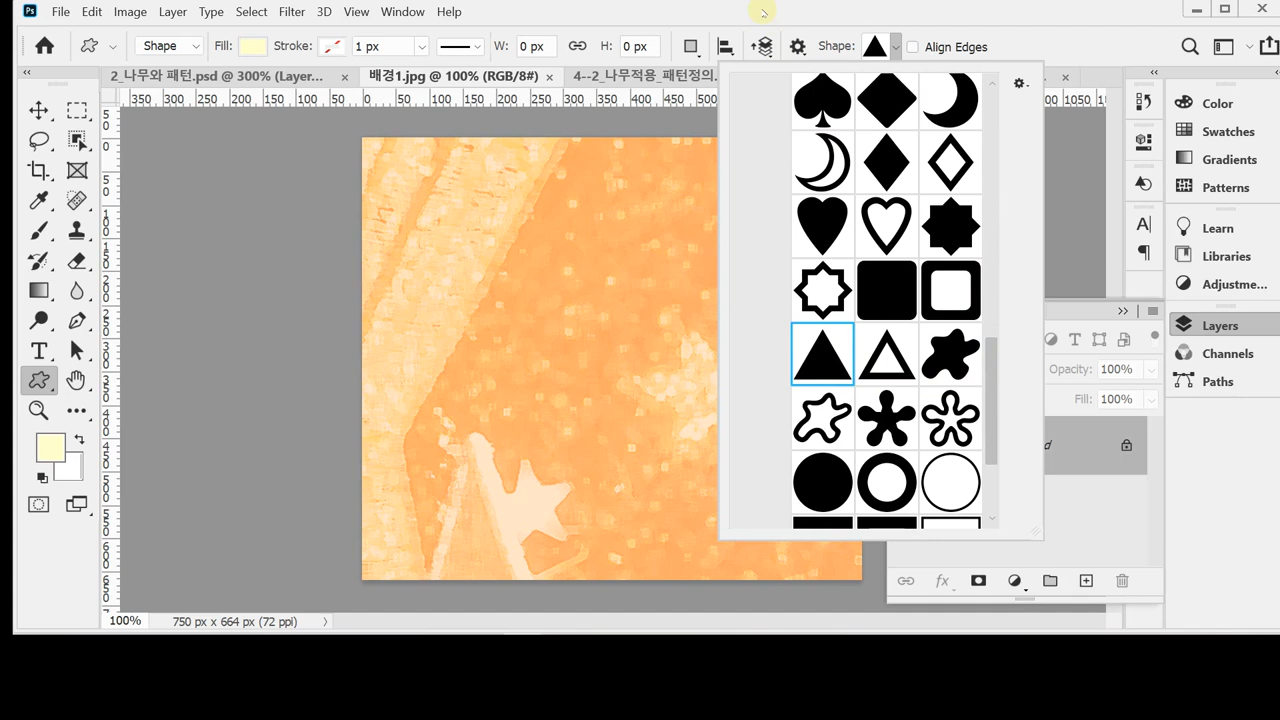 Ps File Edit Image Layer Type Select Filter 3D View Window Help
Shape Fill: Stroke: 1 px W: 0 px H: 0 px Shape: Align Edges
2_나무와 패턴.psd @ 300% (Layer... × 배경1.jpg @ 100% (RGB/8#) × 4--2_나무적용_패턴정의. ×
350 300 250 200 150 100 50 0 50 100 150 200 250 300 350 400 450 500 1050
Color
Swatches
Gradients
Patterns
Learn
Libraries
Adjustme...
Layers
Channels
Paths
Opacity: 100%
Fill: 100%
d
fx
100% 750 px x 664 px (72 ppi)